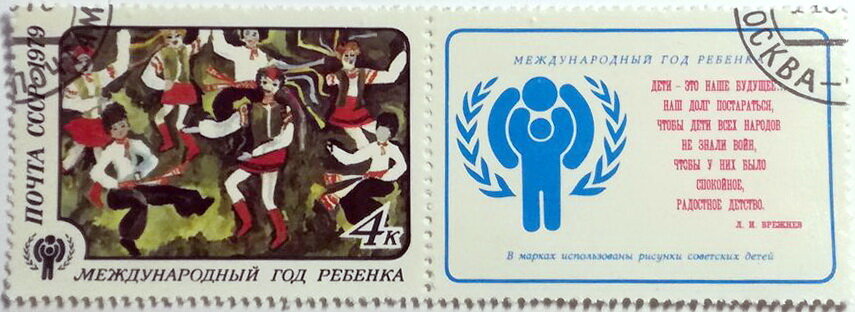 ПОЧТА СССР 1979
4к
МЕЖДУНАРОДНЫЙ ГОД РЕБЕНКА
МЕЖДУНАРОДНЫЙ ГОД РЕБЕНКА
ДЕТИ – ЭТО НАШЕ БУДУЩЕЕ...
НАШ ДОЛГ ПОСТАРАТЬСЯ,
ЧТОБЫ ДЕТИ ВСЕХ НАРОДОВ
НЕ ЗНАЛИ ВОЙН,
ЧТОБЫ У НИХ БЫЛО
СПОКОЙНОЕ,
РАДОСТНОЕ ДЕТСТВО.
Л. И. БРЕЖНЕВ
В марках использованы рисунки советских детей
МОСКВА